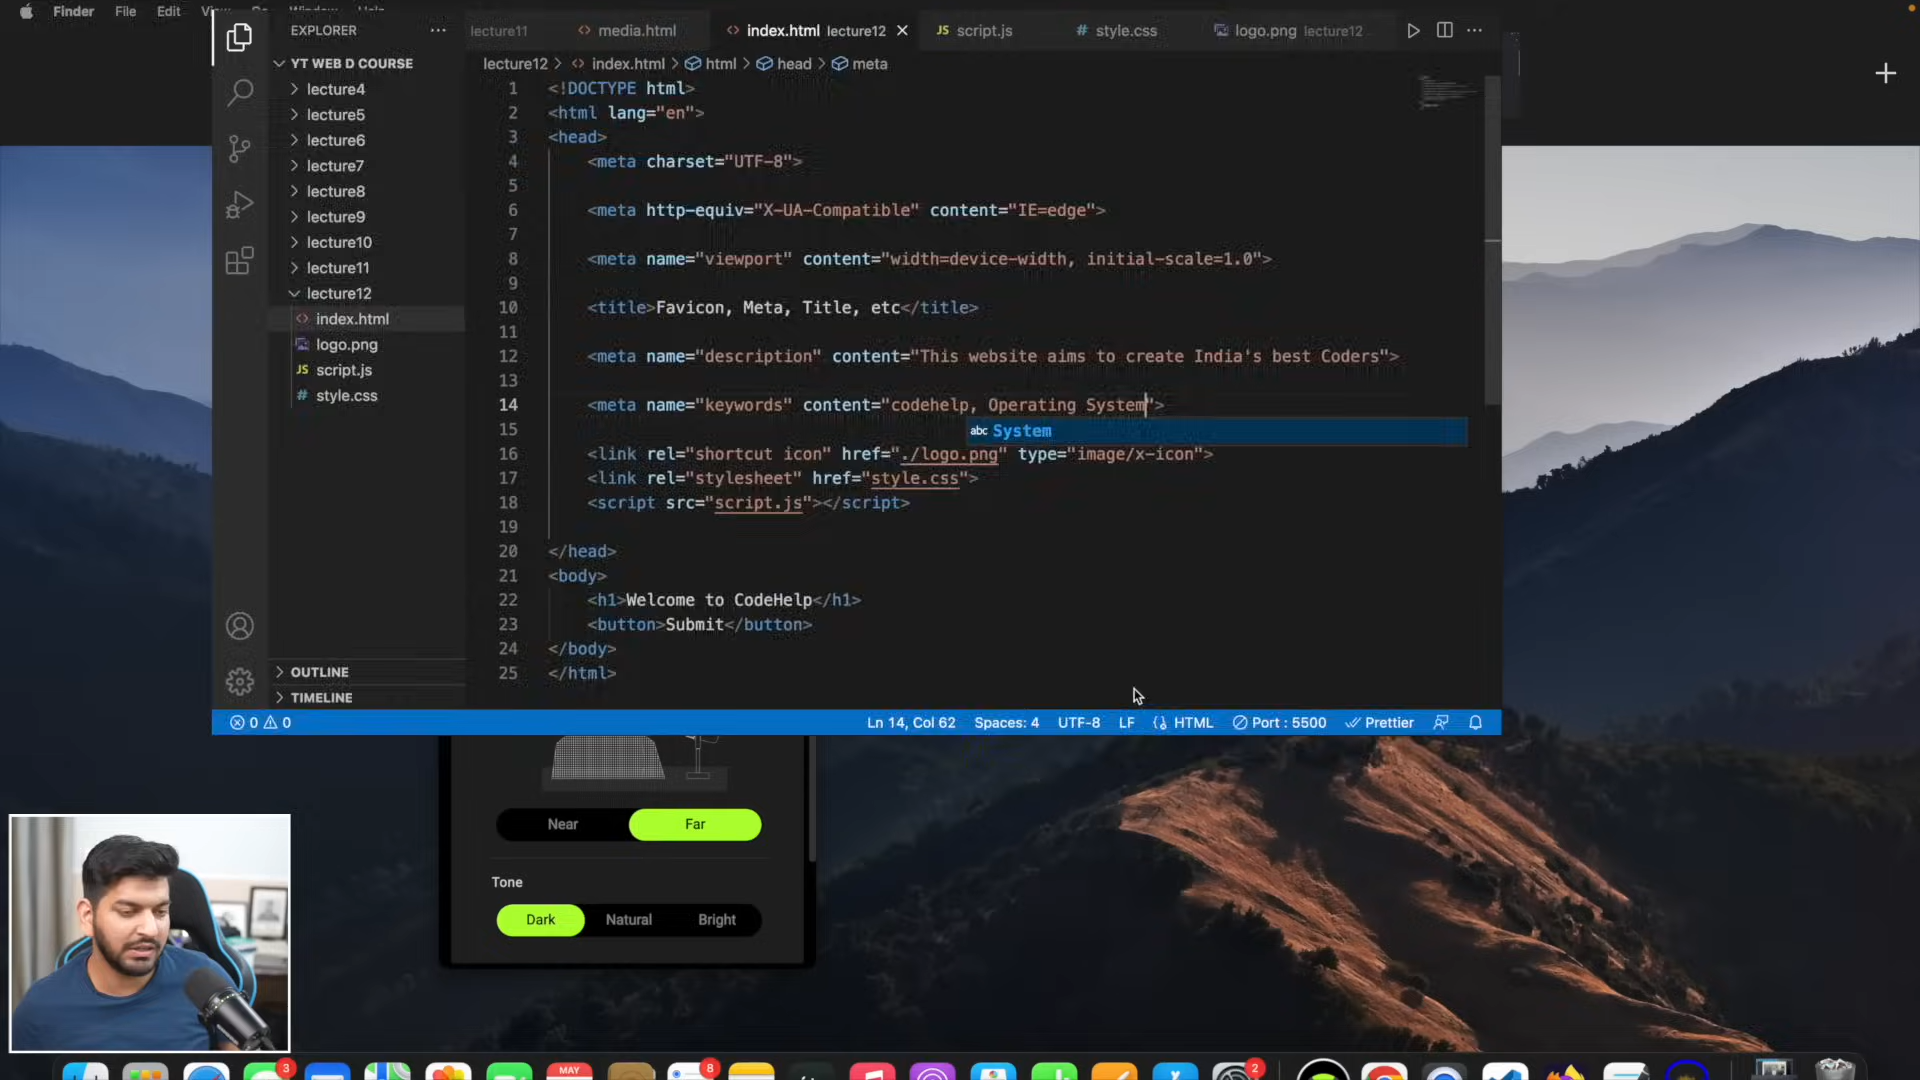 Finder File Edit
EXPLORER
lecture11
media.html
index.html lecture12
script.js
style.css
logo.png lecture12
YT WEB D COURSE
lecture4
lecture5
lecture6
lecture7
lecture8
lecture9
lecture10
lecture11
lecture12
index.html
logo.png
script.js
style.css
OUTLINE
TIMELINE
lecture12 > index.html > html > head > meta
1 <!DOCTYPE html>
2 <html lang="en">
3 <head>
4 <meta charset="UTF-8">
5
6 <meta http-equiv="X-UA-Compatible" content="IE=edge">
7
8 <meta name="viewport" content="width=device-width, initial-scale=1.0">
9
10 <title>Favicon, Meta, Title, etc</title>
11
12 <meta name="description" content="This website aims to create India's best Coders">
13
14 <meta name="keywords" content="codehelp, Operating System">
15
abc System
16 <link rel="shortcut icon" href="./logo.png" type="image/x-icon">
17 <link rel="stylesheet" href="style.css">
18 <script src="script.js"></script>
19
20 </head>
21 <body>
22 <h1>Welcome to CodeHelp</h1>
23 <button>Submit</button>
24 </body>
25 </html>
0 0
Ln 14, Col 62 Spaces: 4 UTF-8 LF HTML Port : 5500 Prettier
Near Far
Tone
Dark Natural Bright
3
MAY
8
2